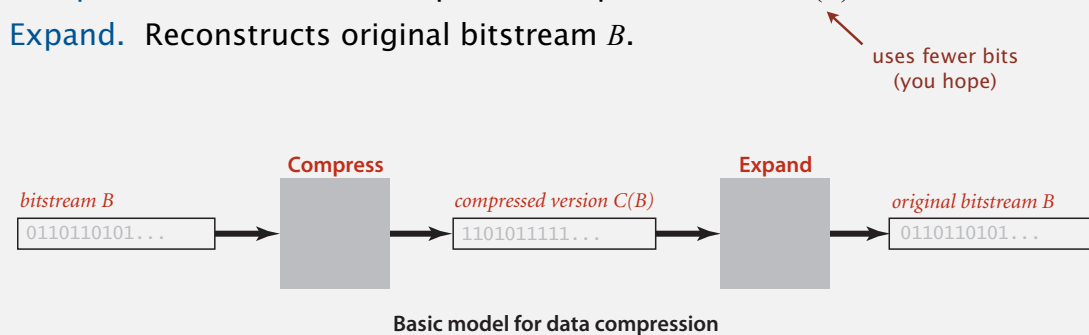 Expand. Reconstructs original bitstream B.
uses fewer bits
(you hope)
Compress
Expand
bitstream B
compressed version C(B)
original bitstream B
0110110101...
1101011111...
0110110101...
Basic model for data compression